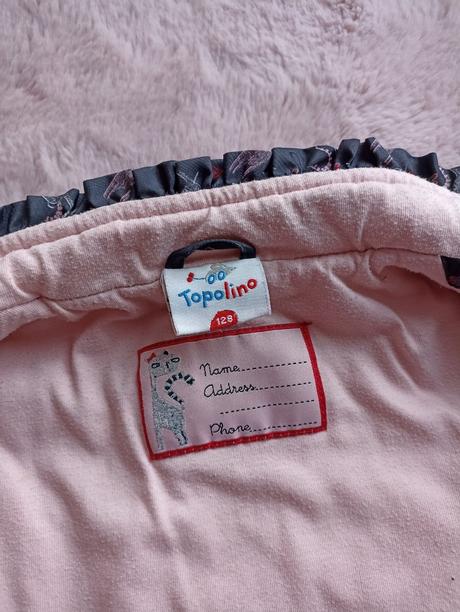 Topolino
128
Name..................
Address..............
.......................
Phone................